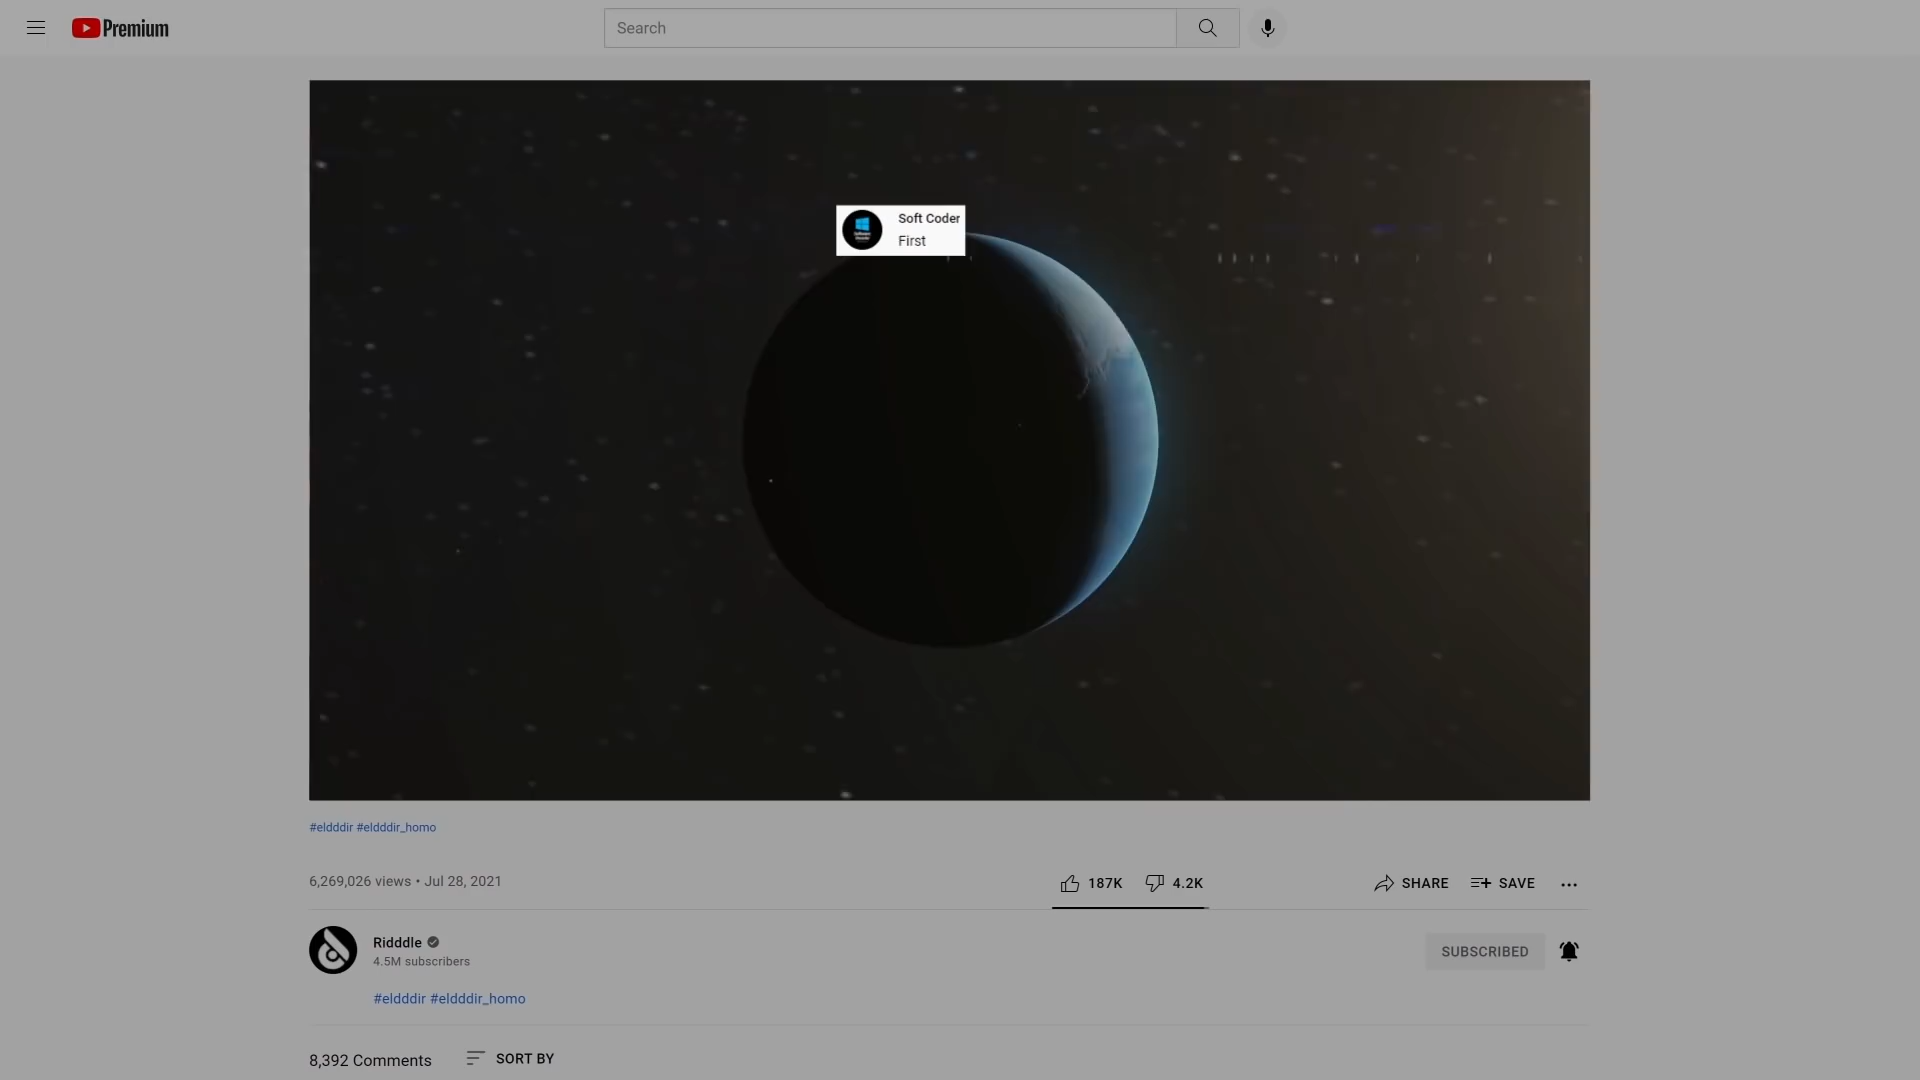 Premium
Search
Soft Coder
First
#eldddir #eldddir_homo
6,269,026 views • Jul 28, 2021
187K
4.2K
SHARE
SAVE
Ridddle
4.5M subscribers
SUBSCRIBED
#eldddir #eldddir_homo
8,392 Comments
SORT BY